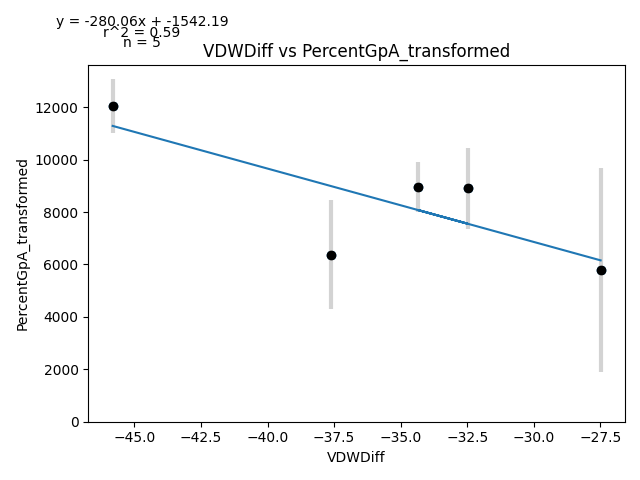 y = -280.06x + -1542.19
r^2 = 0.59
n = 5
VDWDiff vs PercentGpA_transformed
PercentGpA_transformed
12000
10000
8000
6000
4000
2000
0
−45.0 −42.5 −40.0 −37.5 −35.0 −32.5 −30.0 −27.5
VDWDiff